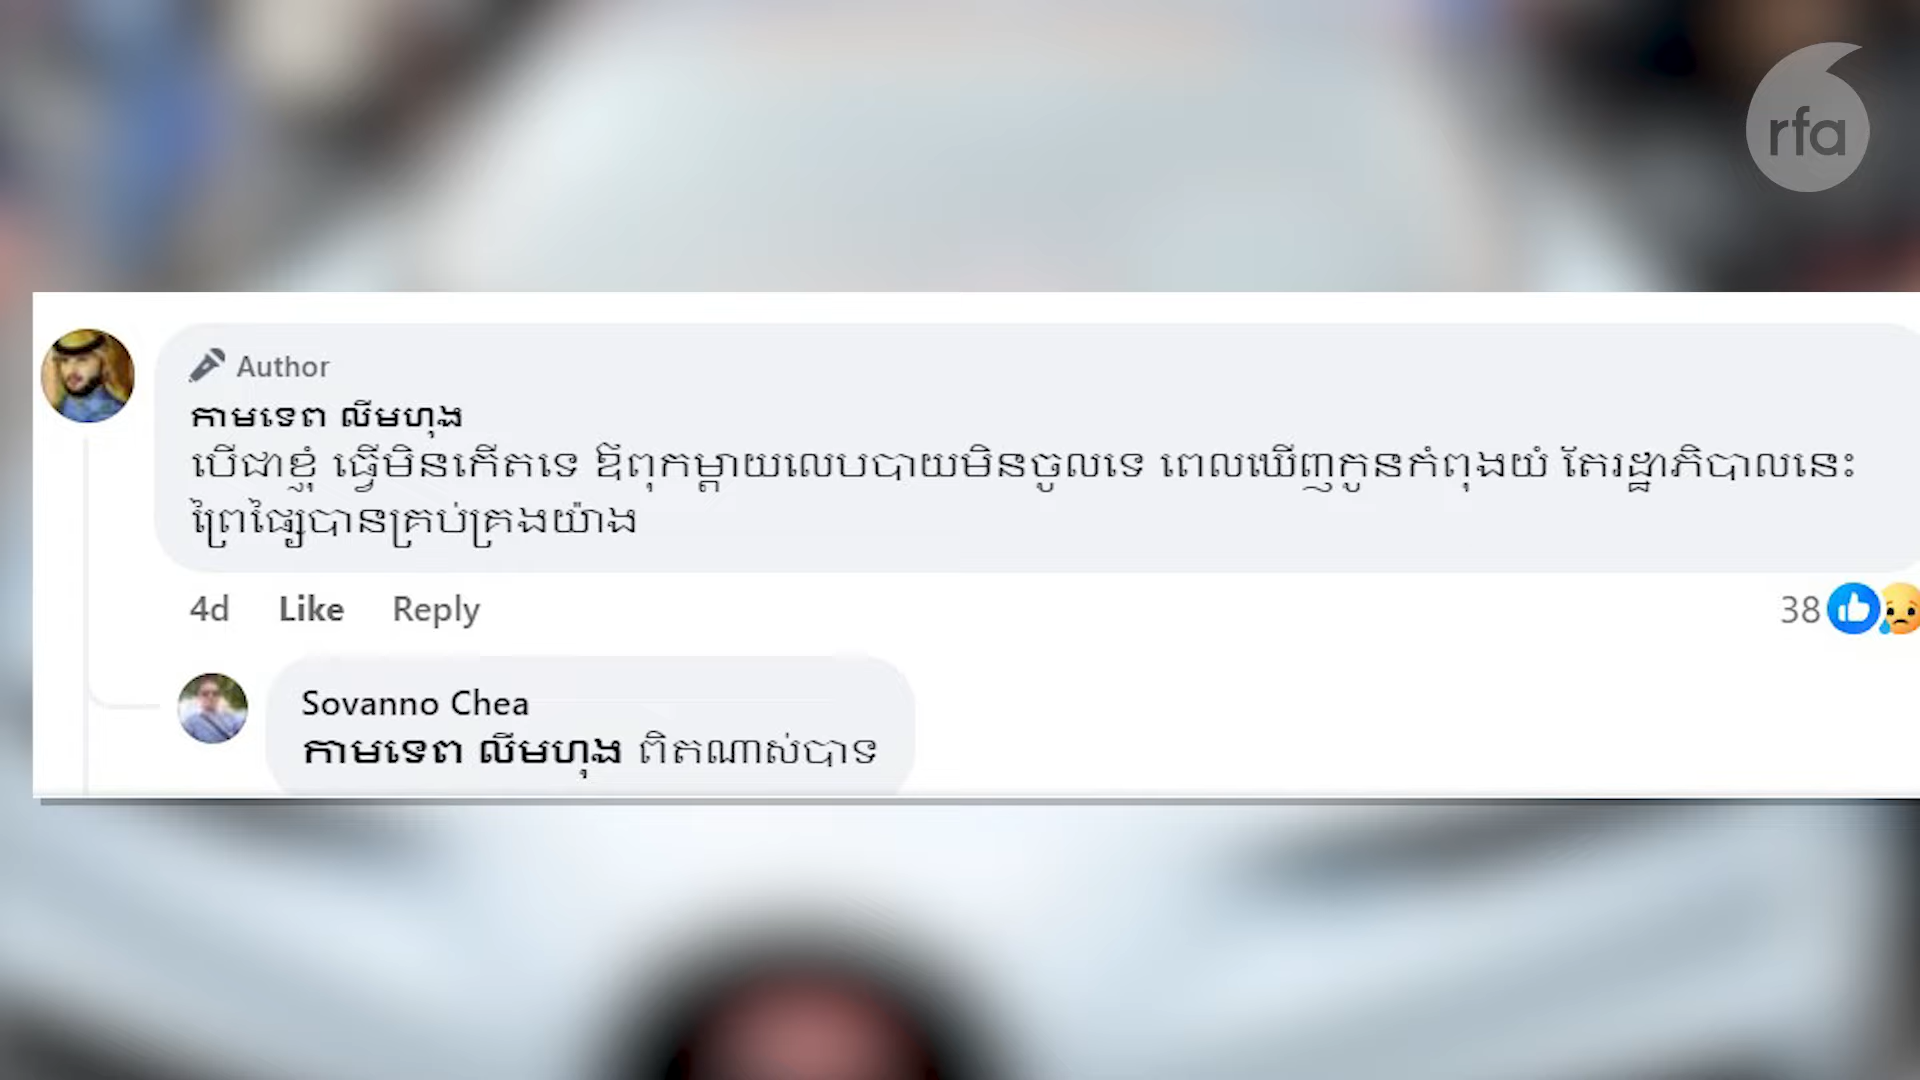 rfa
Author
កាមទេព លីមហុង
បើជាខ្ញុំ ធ្វើមិនកើតទេ ឪពុកម្ដាយលេបបាយមិនចូលទេ ពេលឃើញកូនកំពុងយំ តែរដ្ឋាភិបាលនេះ
ព្រៃផ្សៃបានគ្រប់គ្រងយ៉ាង
4d Like Reply 38
Sovanno Chea
កាមទេព លីមហុង ពិតណាស់បាទ